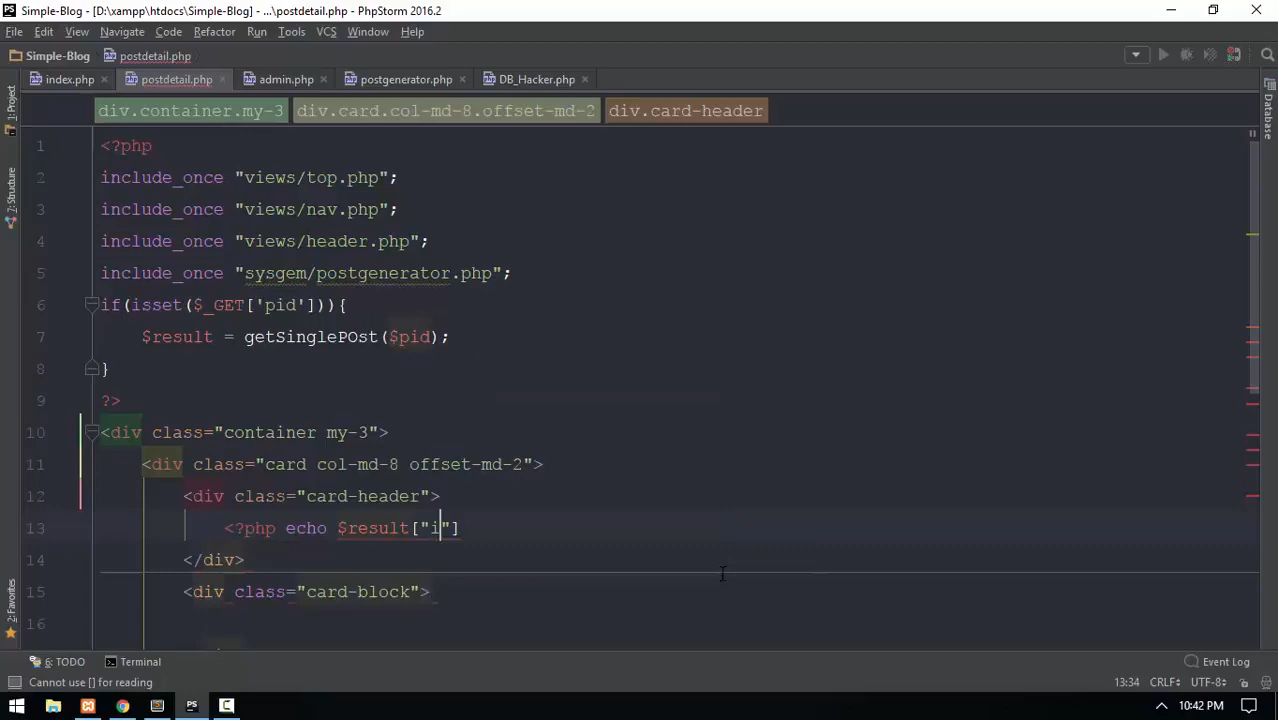 Simple-Blog - [D:\xampp\htdocs\Simple-Blog] - ...\postdetail.php - PhpStorm 2016.2
File Edit View Navigate Code Refactor Run Tools VCS Window Help
Simple-Blog postdetail.php
index.php postdetail.php admin.php postgenerator.php DB_Hacker.php
1: Project
7: Structure
2: Favorites
Database
div.container.my-3 div.card.col-md-8.offset-md-2 div.card-header
1 <?php
2 include_once "views/top.php";
3 include_once "views/nav.php";
4 include_once "views/header.php";
5 include_once "sysgem/postgenerator.php";
6 if(isset($_GET['pid'])){
7 $result = getSinglePOst($pid);
8 }
9 ?>
10 <div class="container my-3">
11 <div class="card col-md-8 offset-md-2">
12 <div class="card-header">
13 <?php echo $result["i"]
14 </div>
15 <div class="card-block">
16
6: TODO Terminal Event Log
Cannot use [] for reading 13:34 CRLF÷ UTF-8÷
10:42 PM